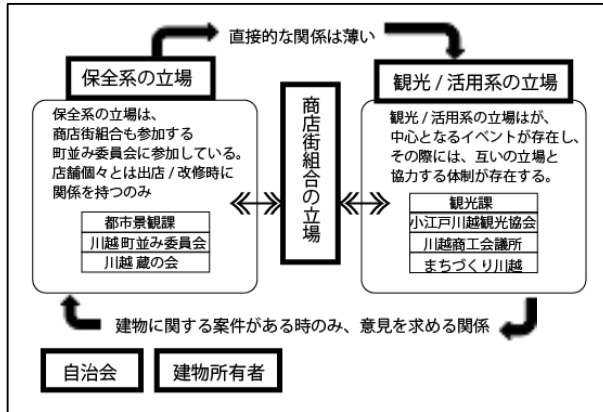 直接的な関係は薄い
保全系の立場
保全系の立場は、
商店街組合も参加する
町並み委員会に参加している。
店舗個々とは出店/改修時に
関係を持つのみ
都市景観課
川越町並み委員会
川越 蔵の会
商店街組合の立場
観光/活用系の立場
観光/活用系の立場はが、
中心となるイベントが存在し、
その際には、互いの立場と
協力する体制が存在する。
観光課
小江戸川越観光協会
川越商工会議所
まちづくり川越
建物に関する案件がある時のみ、意見を求める関係
自治会
建物所有者